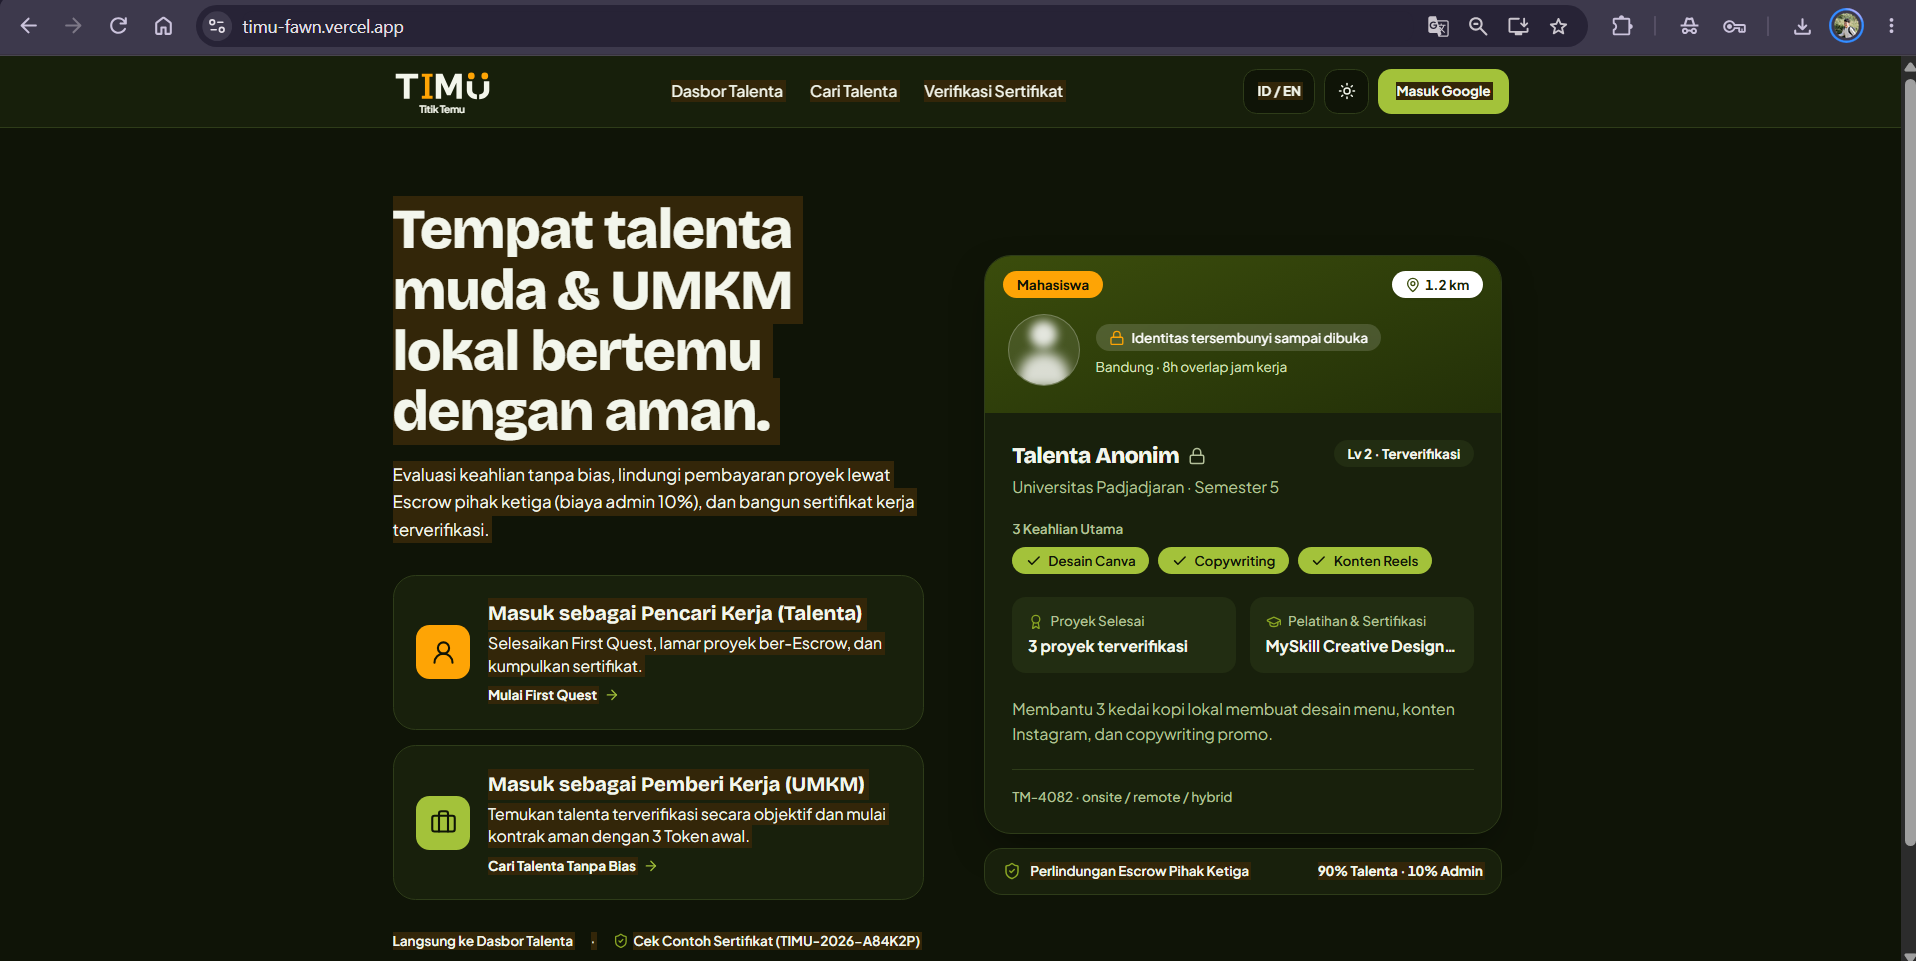 timu-fawn.vercel.app
TIMU
Titik Temu
Dasbor Talenta
Cari Talenta
Verifikasi Sertifikat
ID / EN
Masuk Google
Tempat talenta
muda & UMKM
lokal bertemu
dengan aman.
Evaluasi keahlian tanpa bias, lindungi pembayaran proyek lewat
Escrow pihak ketiga (biaya admin 10%), dan bangun sertifikat kerja
terverifikasi.
Masuk sebagai Pencari Kerja (Talenta)
Selesaikan First Quest, lamar proyek ber-Escrow, dan
kumpulkan sertifikat.
Mulai First Quest →
Masuk sebagai Pemberi Kerja (UMKM)
Temukan talenta terverifikasi secara objektif dan mulai
kontrak aman dengan 3 Token awal.
Cari Talenta Tanpa Bias →
Langsung ke Dasbor Talenta · Cek Contoh Sertifikat (TIMU-2026-A84K2P)
Mahasiswa
1.2 km
Identitas tersembunyi sampai dibuka
Bandung · 8h overlap jam kerja
Talenta Anonim
Lv 2 · Terverifikasi
Universitas Padjadjaran · Semester 5
3 Keahlian Utama
Desain Canva
Copywriting
Konten Reels
Proyek Selesai
3 proyek terverifikasi
Pelatihan & Sertifikasi
MySkill Creative Design...
Membantu 3 kedai kopi lokal membuat desain menu, konten
Instagram, dan copywriting promo.
TM-4082 · onsite / remote / hybrid
Perlindungan Escrow Pihak Ketiga
90% Talenta · 10% Admin